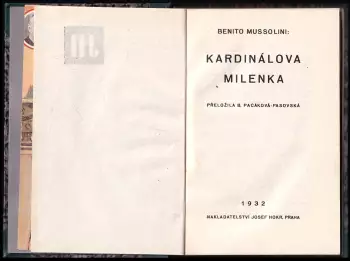 BENITO MUSSOLINI:
KARDINÁLOVA
MILENKA
PŘELOŽILA B. PACÁKOVÁ-PASOVSKÁ
1932
NAKLADATELSTVÍ JOSEF HOKR, PRAHA